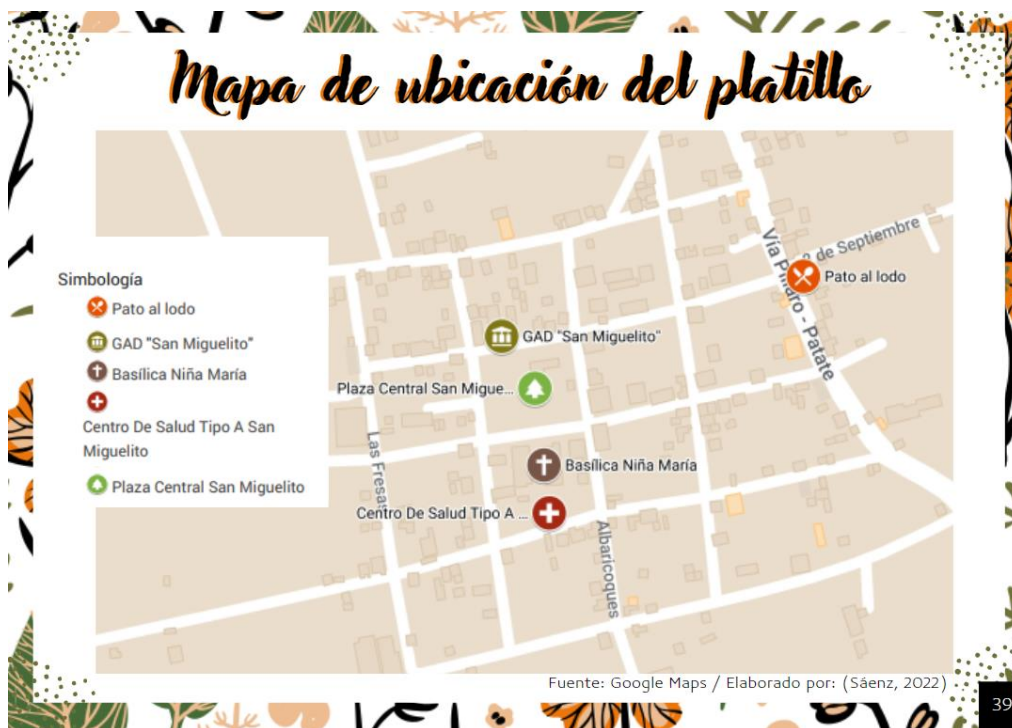 Mapa de ubicación del platillo
Simbología
Pato al lodo
GAD "San Miguelito"
Basílica Niña María
Centro De Salud Tipo A San
Miguelito
Plaza Central San Miguelito
de Septiembre
Vía Píllaro - Patate
Pato al lodo
GAD "San Miguelito"
Plaza Central San Migue...
Las Fresas
Basílica Niña María
Centro De Salud Tipo A ...
Albaricoques
Fuente: Google Maps / Elaborado por: (Sáenz, 2022)
39